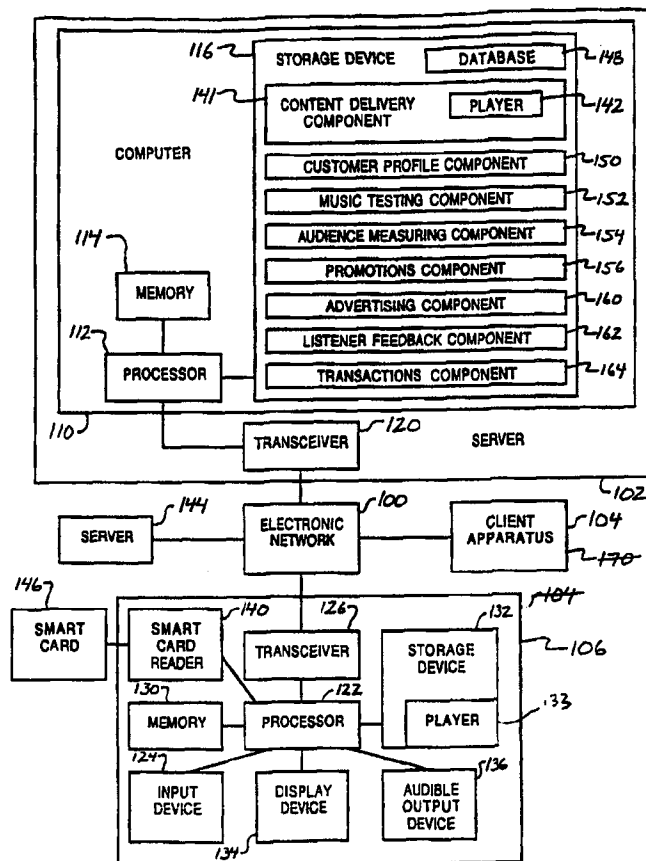 116
STORAGE DEVICE
DATABASE
148
141
CONTENT DELIVERY
COMPONENT
PLAYER
142
COMPUTER
CUSTOMER PROFILE COMPONENT
150
MUSIC TESTING COMPONENT
152
114
AUDIENCE MEASURING COMPONENT
154
MEMORY
PROMOTIONS COMPONENT
156
112
ADVERTISING COMPONENT
160
PROCESSOR
LISTENER FEEDBACK COMPONENT
162
TRANSACTIONS COMPONENT
164
110
120
TRANSCEIVER
SERVER
102
144
100
SERVER
ELECTRONIC
NETWORK
CLIENT
APPARATUS
104
170
146
140
126
132
104
SMART
CARD
SMART
CARD
READER
TRANSCEIVER
STORAGE
DEVICE
106
130
122
MEMORY
PROCESSOR
PLAYER
133
124
136
INPUT
DEVICE
DISPLAY
DEVICE
AUDIBLE
OUTPUT
DEVICE
134